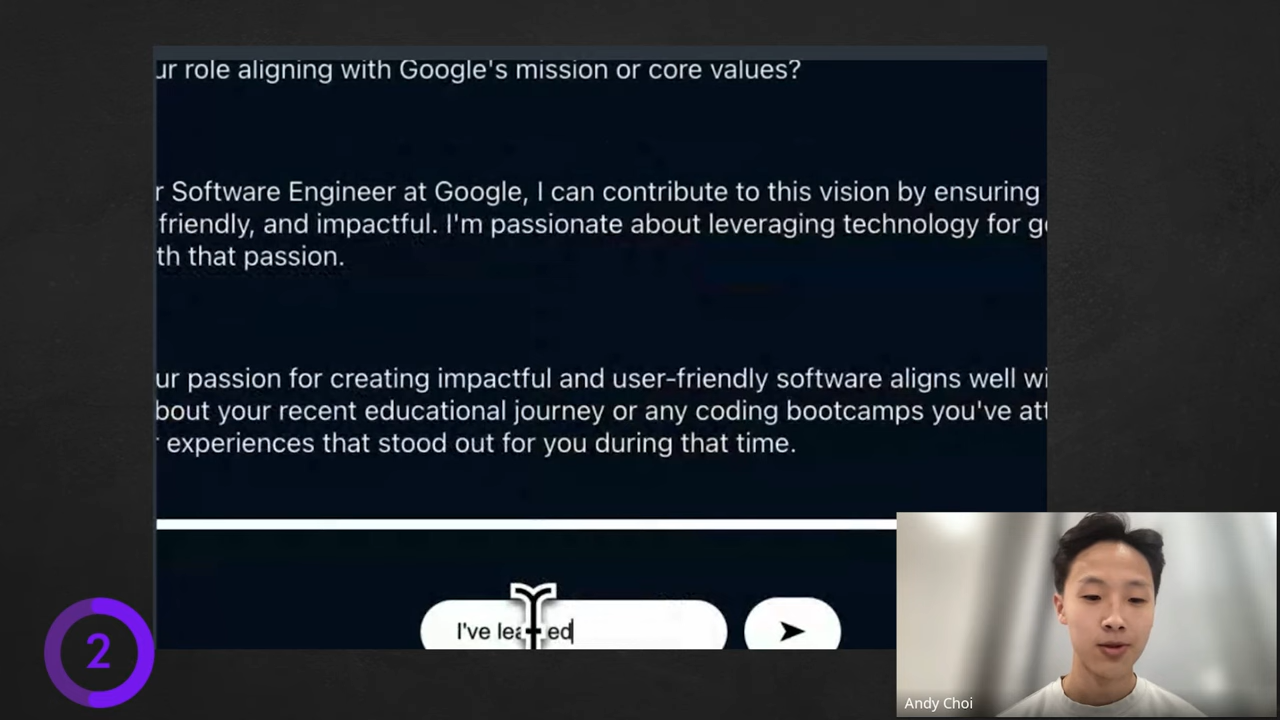 ur role aligning with Google's mission or core values?
r Software Engineer at Google, I can contribute to this vision by ensuring
friendly, and impactful. I'm passionate about leveraging technology for g
th that passion.
ur passion for creating impactful and user-friendly software aligns well wi
bout your recent educational journey or any coding bootcamps you've att
experiences that stood out for you during that time.
I've lea ed
2
Andy Choi